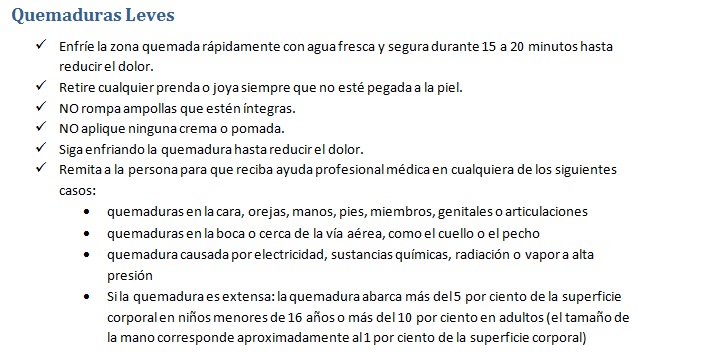 Quemaduras Leves
✓ Enfríe la zona quemada rápidamente con agua fresca y segura durante 15 a 20 minutos hasta
reducir el dolor.
✓ Retire cualquier prenda o joya siempre que no esté pegada a la piel.
✓ NO rompa ampollas que estén íntegras.
✓ NO aplique ninguna crema o pomada.
✓ Siga enfriando la quemadura hasta reducir el dolor.
✓ Remita a la persona para que reciba ayuda profesional médica en cualquiera de los siguientes
casos:
• quemaduras en la cara, orejas, manos, pies, miembros, genitales o articulaciones
• quemaduras en la boca o cerca de la vía aérea, como el cuello o el pecho
• quemadura causada por electricidad, sustancias químicas, radiación o vapor a alta
presión
• Si la quemadura es extensa: la quemadura abarca más del 5 por ciento de la superficie
corporal en niños menores de 16 años o más del 10 por ciento en adultos (el tamaño de
la mano corresponde aproximadamente al 1 por ciento de la superficie corporal)